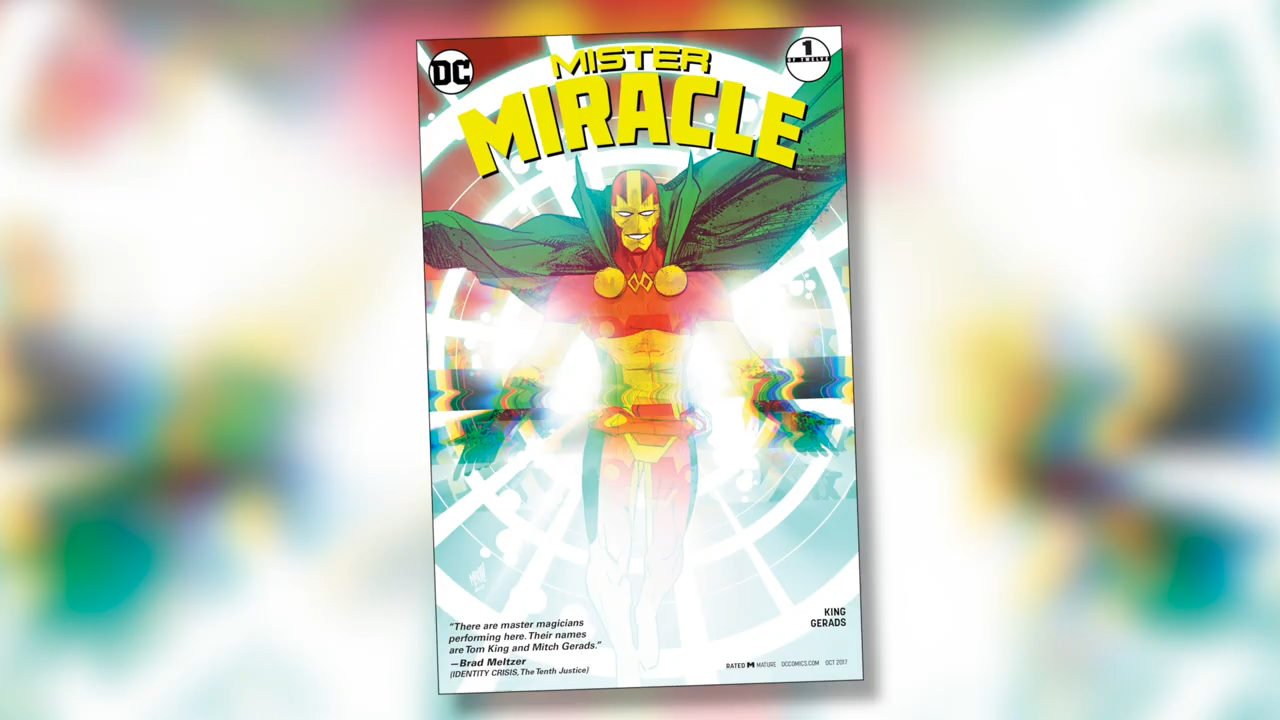 DC
MISTER
MIRACLE
1
OF TWELVE
KING
GERADS
“There are master magicians
performing here. Their names
are Tom King and Mitch Gerads.”
—Brad Meltzer
(IDENTITY CRISIS, The Tenth Justice)
RATED M MATURE DCCOMICS.COM OCT 2017